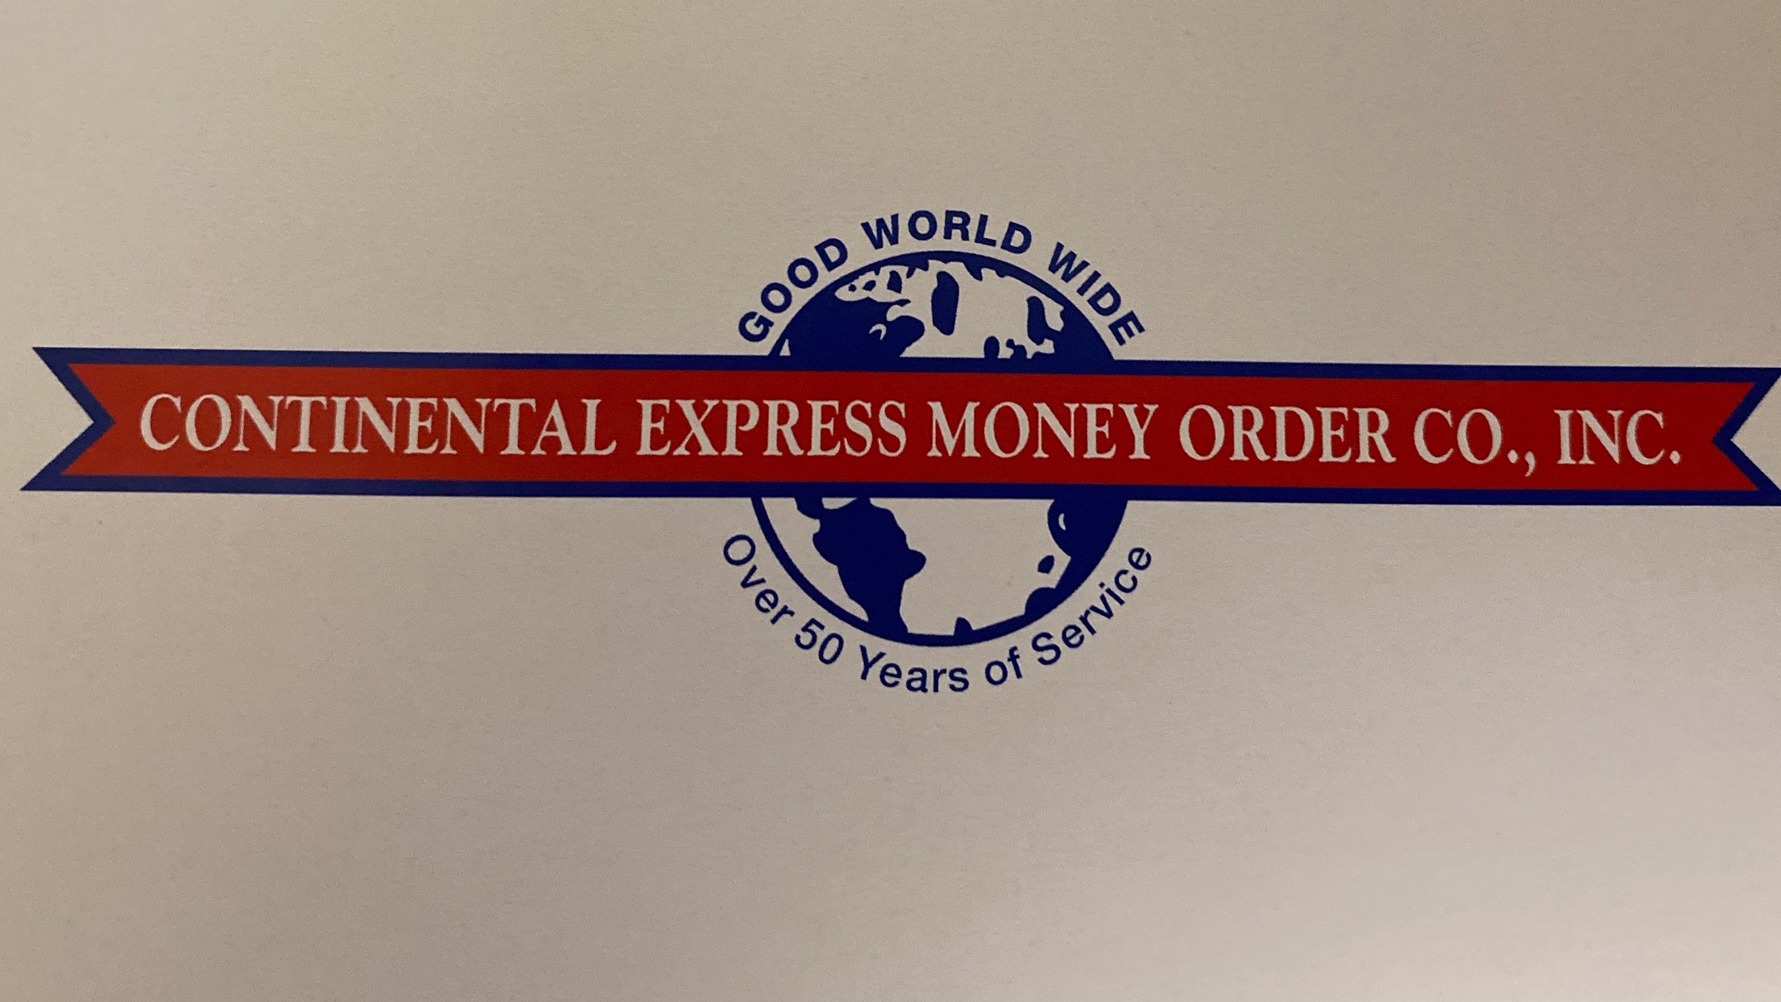 GOOD WORLD WIDE
CONTINENTAL EXPRESS MONEY ORDER CO., INC.
Over 50 Years of Service